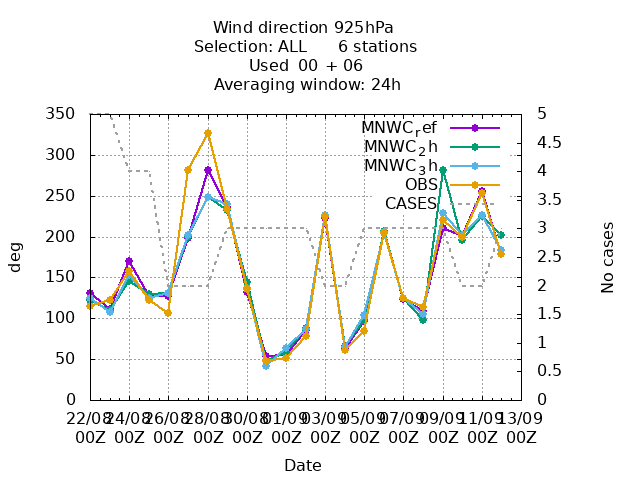 Wind direction 925hPa
Selection: ALL 6 stations
Used 00 + 06
Averaging window: 24h
350 300 250 200 150 100 50 0
deg
MNWCref
MNWC2h
MNWC3h
OBS
CASES
5 4.5 4 3.5 3 2.5 2 1.5 1 0.5 0
No cases
22/08 24/08 26/08 28/08 30/08 01/09 03/09 05/09 07/09 09/09 11/09 13/09
00Z 00Z 00Z 00Z 00Z 00Z 00Z 00Z 00Z 00Z 00Z 00Z
Date